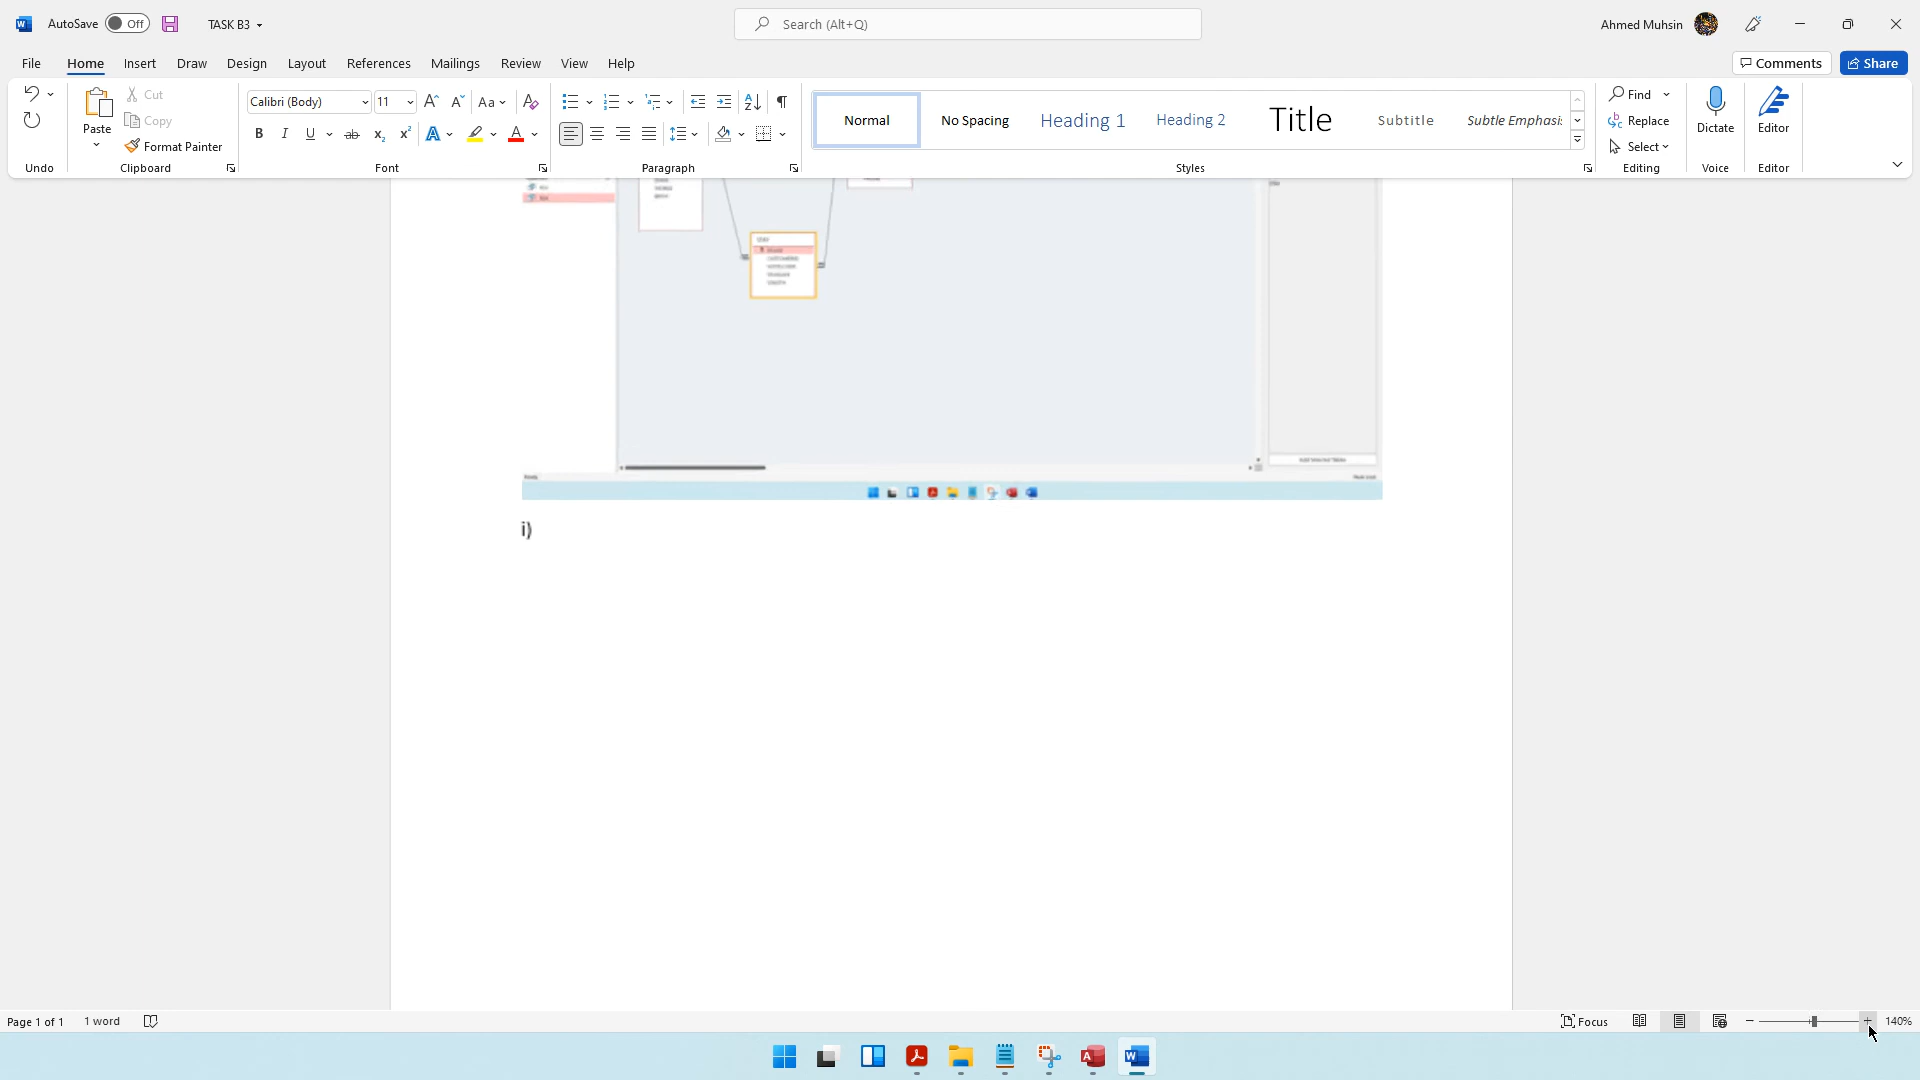 AutoSave Off TASK B3 Search (Alt+Q) Ahmed Muhsin
File Home Insert Draw Design Layout References Mailings Review View Help Comments Share
Paste Cut Copy Format Painter
Calibri (Body) 11
Normal No Spacing Heading 1 Heading 2 Title Subtitle Subtle Emphasi
Find Replace Select
Dictate Editor
Undo Clipboard Font Paragraph Styles Editing Voice Editor
STAY
i)
Page 1 of 1 1 word Focus 140%